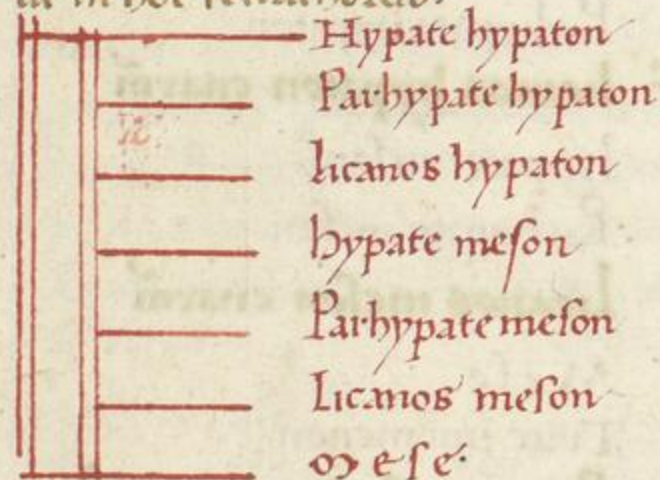 Hypate hypaton
Parhypate hypaton
licanos hypaton
hypate meson
Parhypate meson
Licanos meson
Mese.